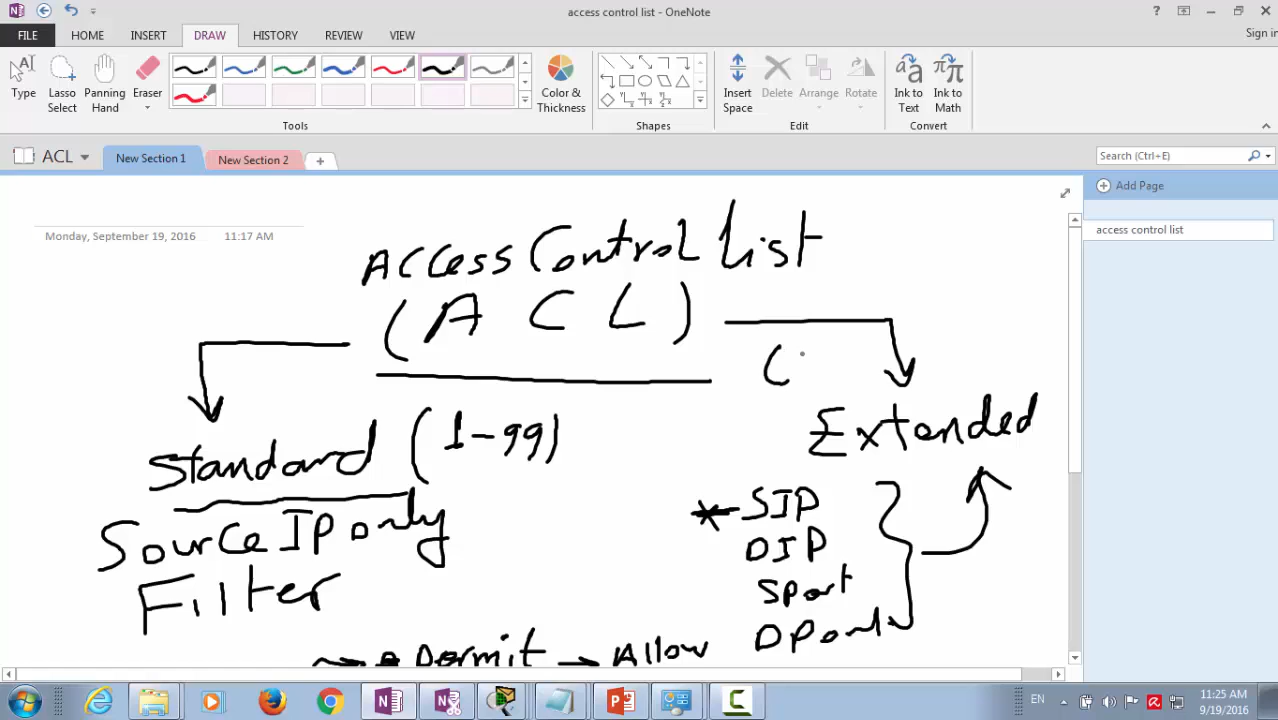 access control list - OneNote
? 
Sign in
FILE HOME INSERT DRAW HISTORY REVIEW VIEW
Type Lasso Select Panning Hand Eraser Color & Thickness Insert Space Delete Arrange Rotate Ink to Text Ink to Math
Tools Shapes Edit Convert
ACL New Section 1 New Section 2 + Search (Ctrl+E)
Add Page
access control list
Monday, September 19, 2016 11:17 AM
Access Control List
(ACL)
(
Standard (1-99)
Source IP only
Filter
Extended
SIP
DIP
SPort
DPort
Permit → Allow
EN 11:25 AM
9/19/2016